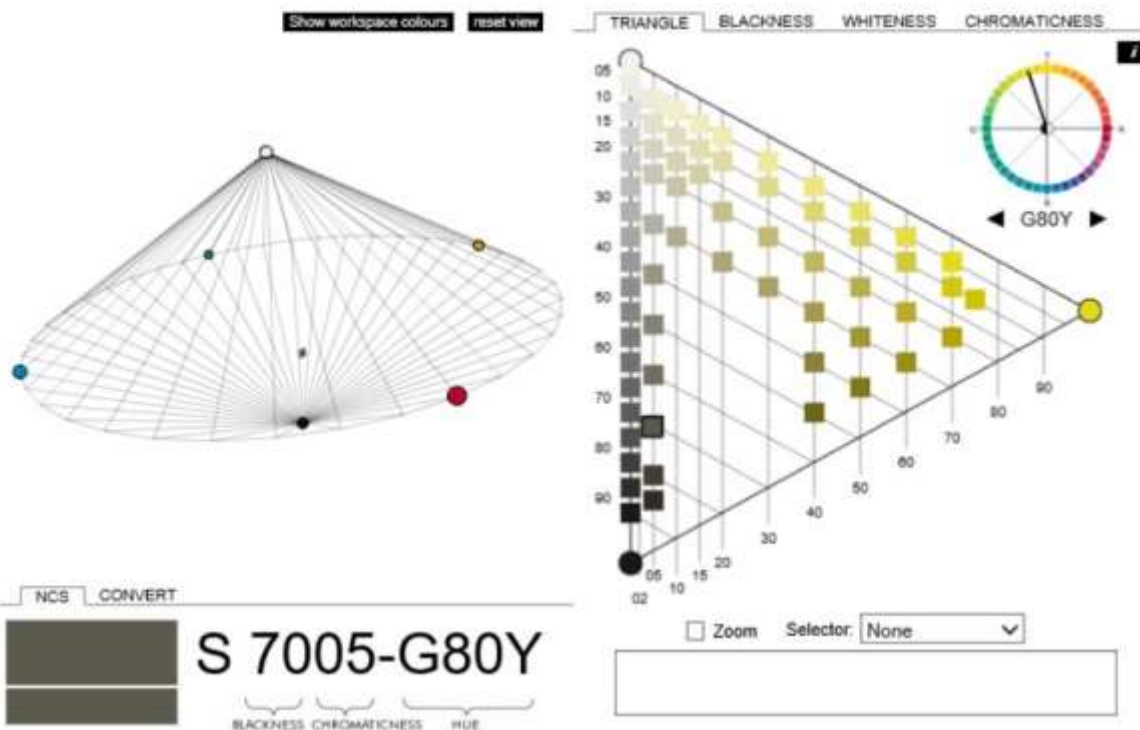 Show workspace colours reset view
TRIANGLE BLACKNESS WHITENESS CHROMATICNESS
i
05
10
15
20
30
40
50
60
70
80
90
G80Y
90
80
70
60
50
40
30
20
15
10
05
02
NCS CONVERT
S 7005-G80Y
BLACKNESS CHROMATICNESS HUE
Zoom Selector: None